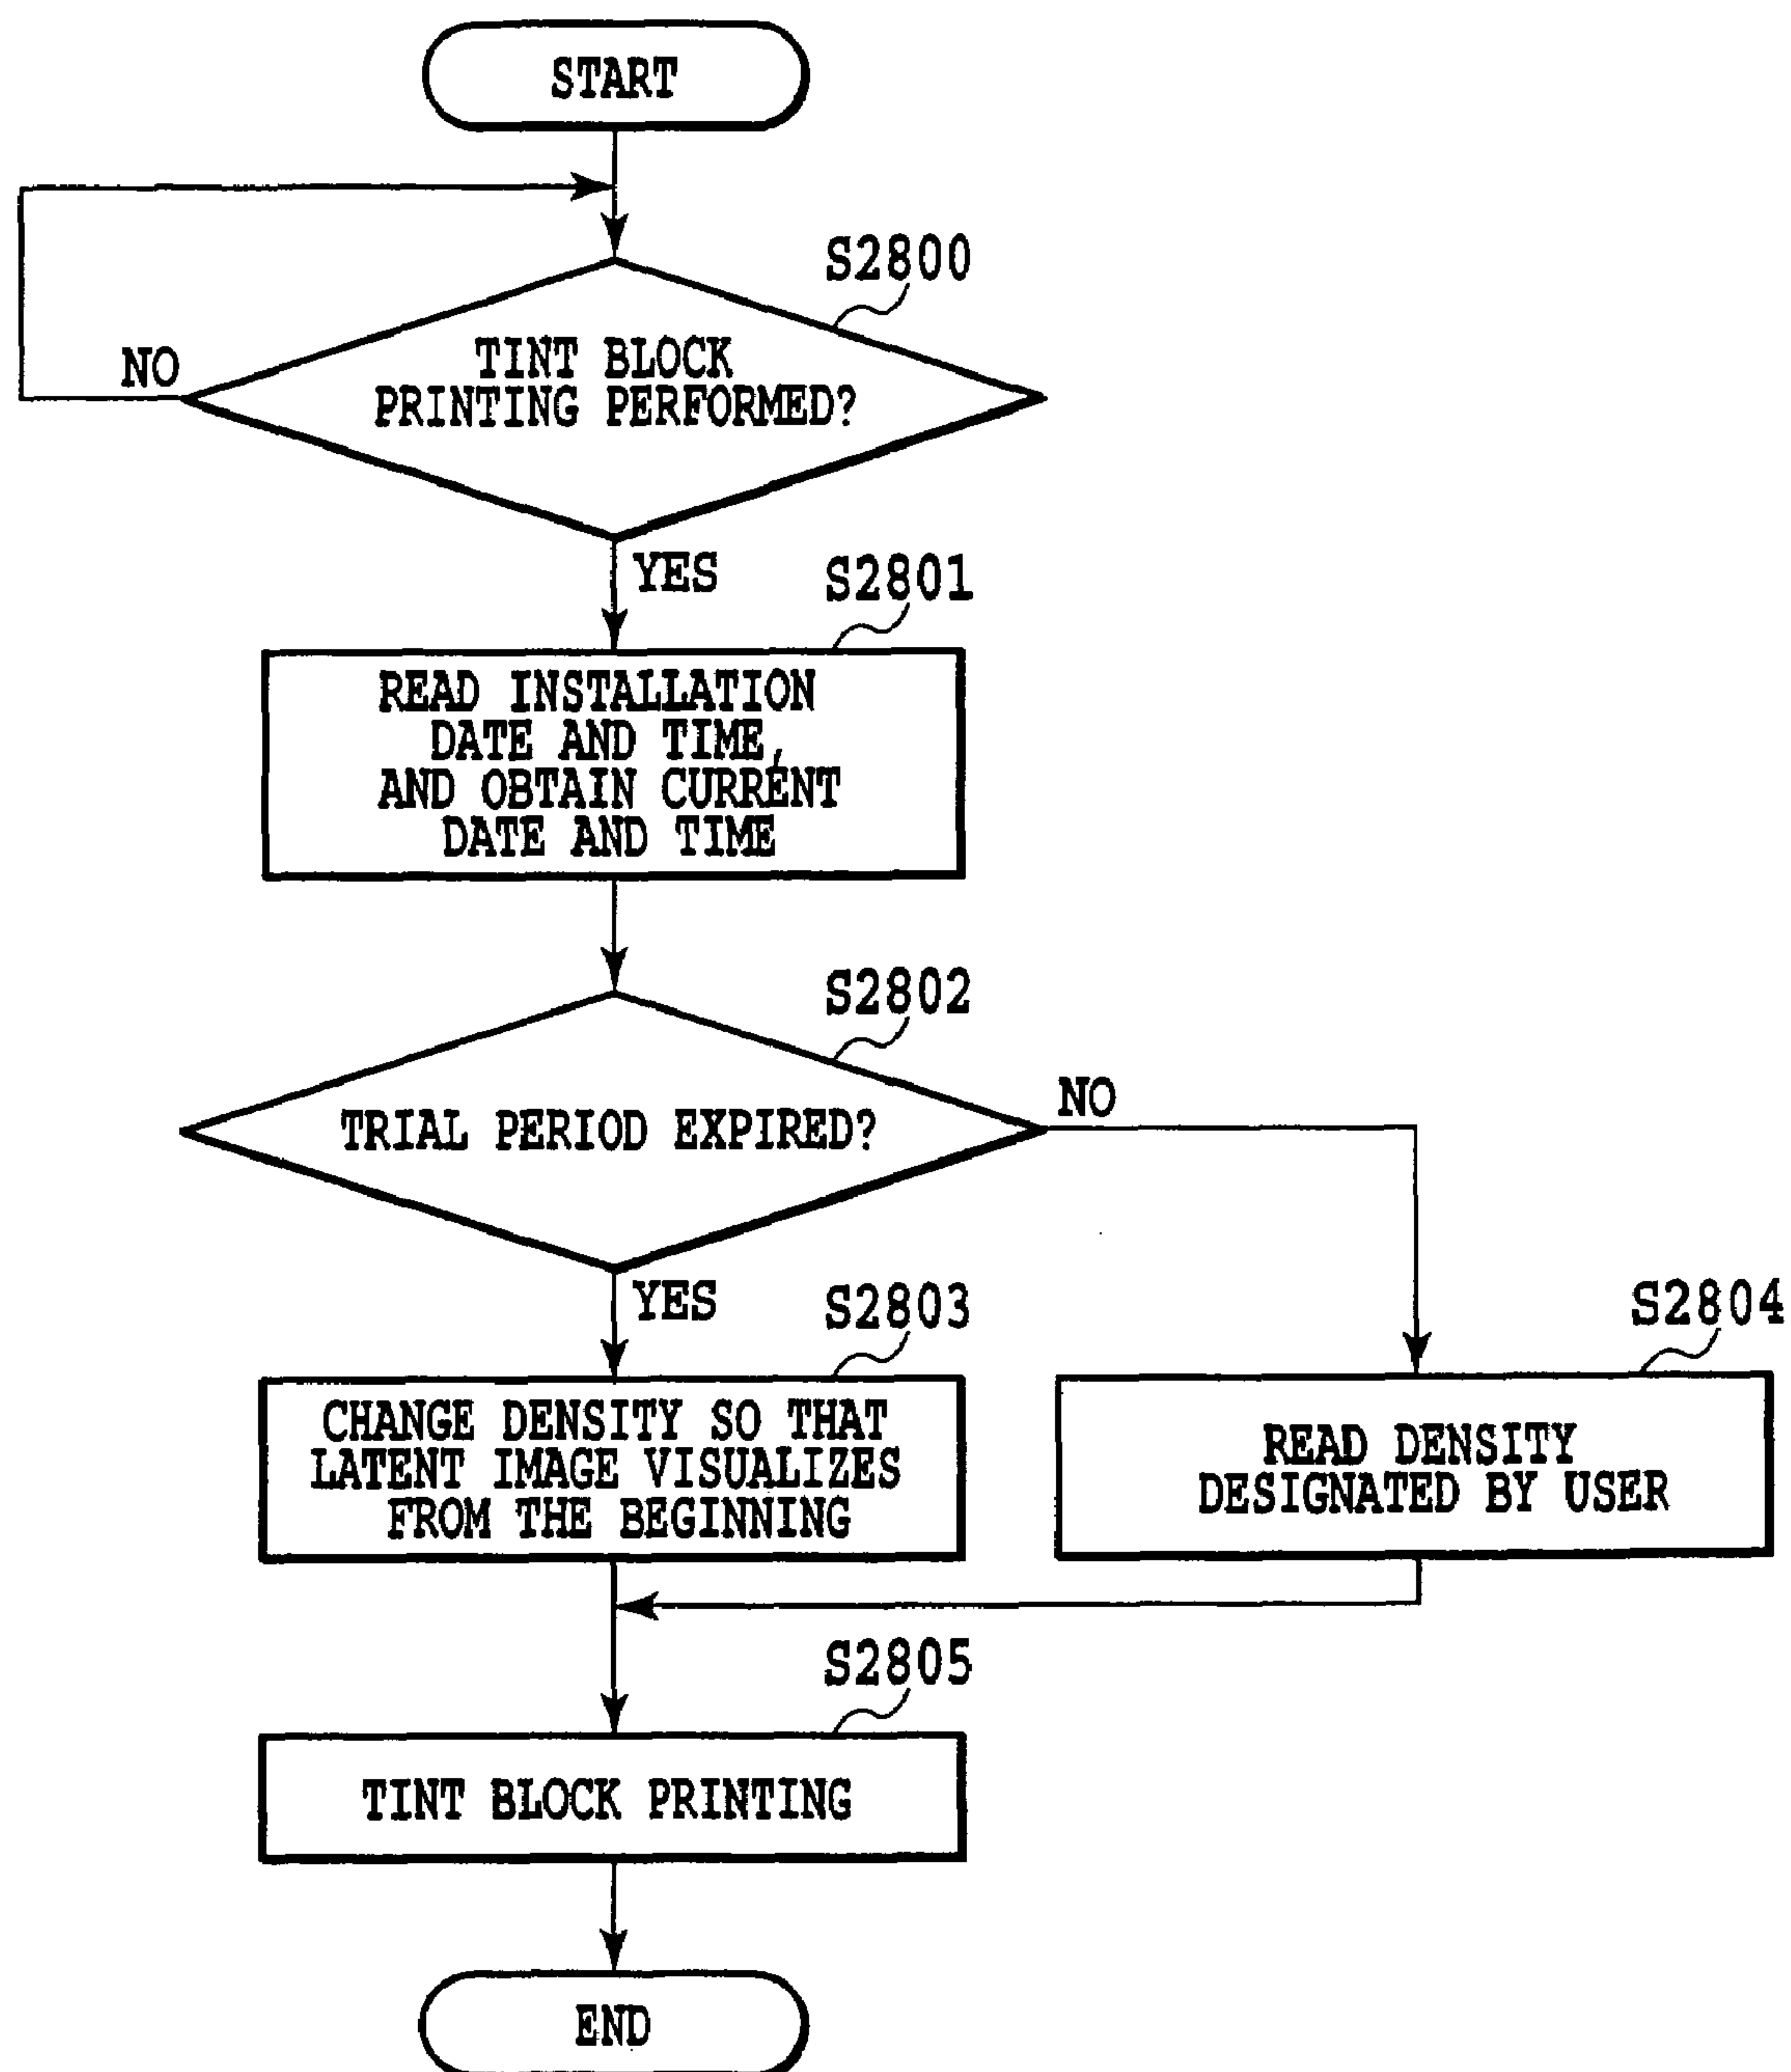 START
S2800
TINT BLOCK
PRINTING PERFORMED?
NO
YES
S2801
READ INSTALLATION
DATE AND TIME,
AND OBTAIN CURRENT
DATE AND TIME
S2802
TRIAL PERIOD EXPIRED?
NO
YES
S2803
CHANGE DENSITY SO THAT
LATENT IMAGE VISUALIZES
FROM THE BEGINNING
S2804
READ DENSITY
DESIGNATED BY USER
S2805
TINT BLOCK PRINTING
END